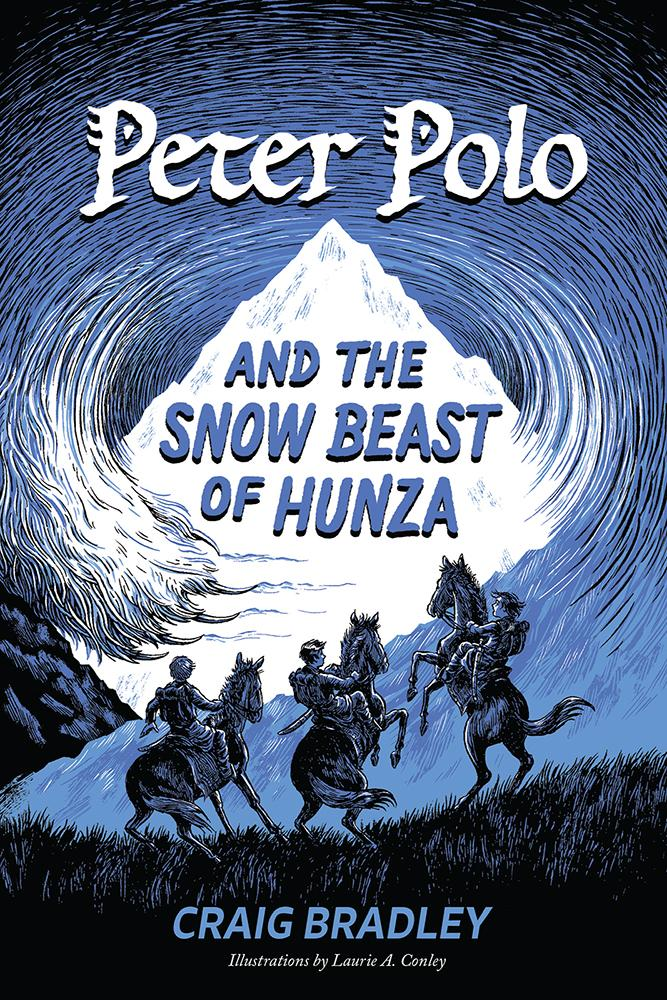 Peter Polo
AND THE
SNOW BEAST
OF HUNZA
CRAIG BRADLEY
Illustrations by Laurie A. Conley